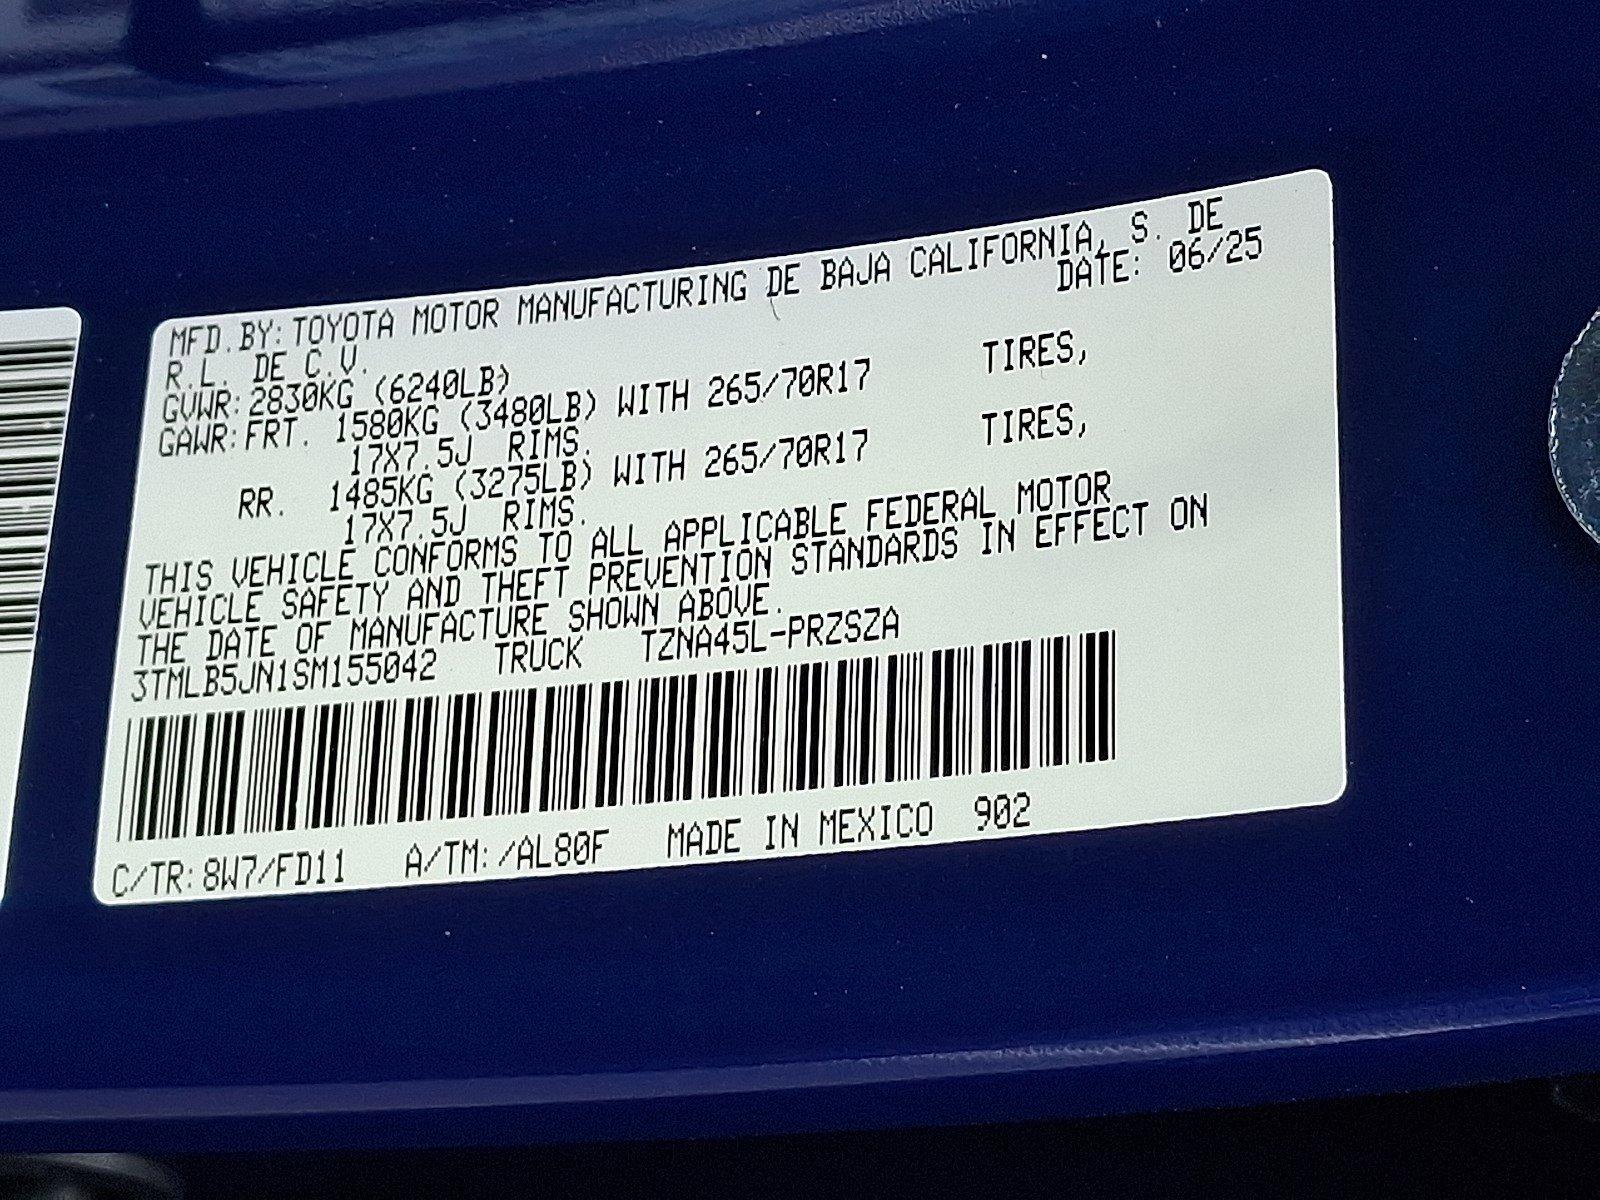 MFD.BY:TOYOTA MOTOR MANUFACTURING DE BAJA CALIFORNIA, S. DE
R.L. DE C.V. DATE: 06/25
GVWR:2830KG (6240LB)
GAWR:FRT. 1580KG (3480LB) WITH 265/70R17 TIRES,
17X7.5J RIMS.
RR. 1485KG (3275LB) WITH 265/70R17 TIRES,
17X7.5J RIMS.
THIS VEHICLE CONFORMS TO ALL APPLICABLE FEDERAL MOTOR
VEHICLE SAFETY AND THEFT PREVENTION STANDARDS IN EFFECT ON
THE DATE OF MANUFACTURE SHOWN ABOVE.
3TMLB5JN1SM155042 TRUCK TZNA45L-PRZSZA
C/TR:8W7/FD11 A/TM:/AL80F MADE IN MEXICO 902